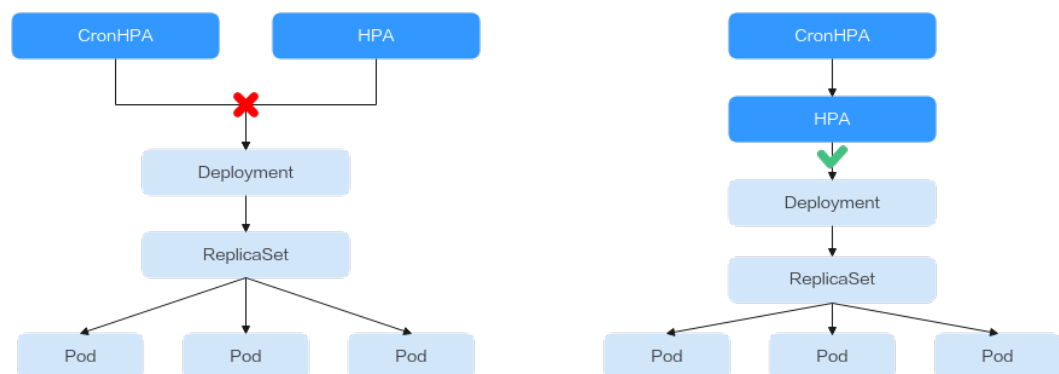 CronHPA
HPA
Deployment
ReplicaSet
Pod
Pod
Pod
CronHPA
HPA
Deployment
ReplicaSet
Pod
Pod
Pod